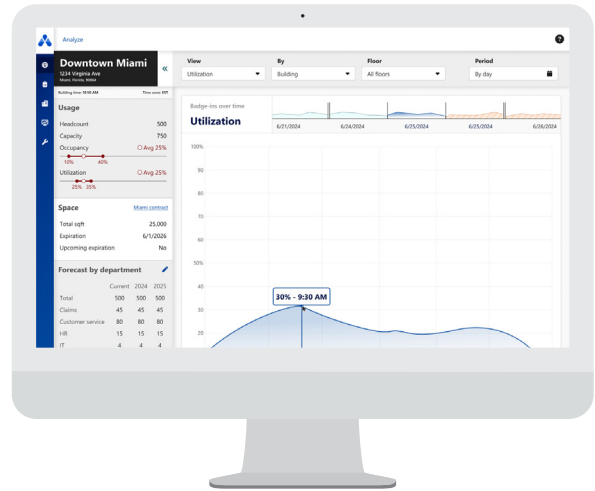 Analyze
?
Downtown Miami
1234 Virginia Ave
Miami, Florida, 90064
«
Building time: 10:50 AM Time zone: EST
Usage
Headcount 500
Capacity 750
Occupancy Avg 25%
10% 40%
Utilization Avg 25%
25% 35%
Space Miami contract
Total sqft 25,000
Expiration 6/1/2026
Upcoming expiration No
Forecast by department
Current 2024 2025
Total 500 500 500
Claims 45 45 45
Customer service 80 80 80
HR 15 15 15
IT 4 4 4
View By Floor Period
Utilization Building All floors By day
Badge-ins over time
Utilization
6/21/2024 6/24/2024 6/25/2024 6/25/2024 6/26/2024
100%
90
80
70
60
50%
40
30
20
30% - 9:30 AM